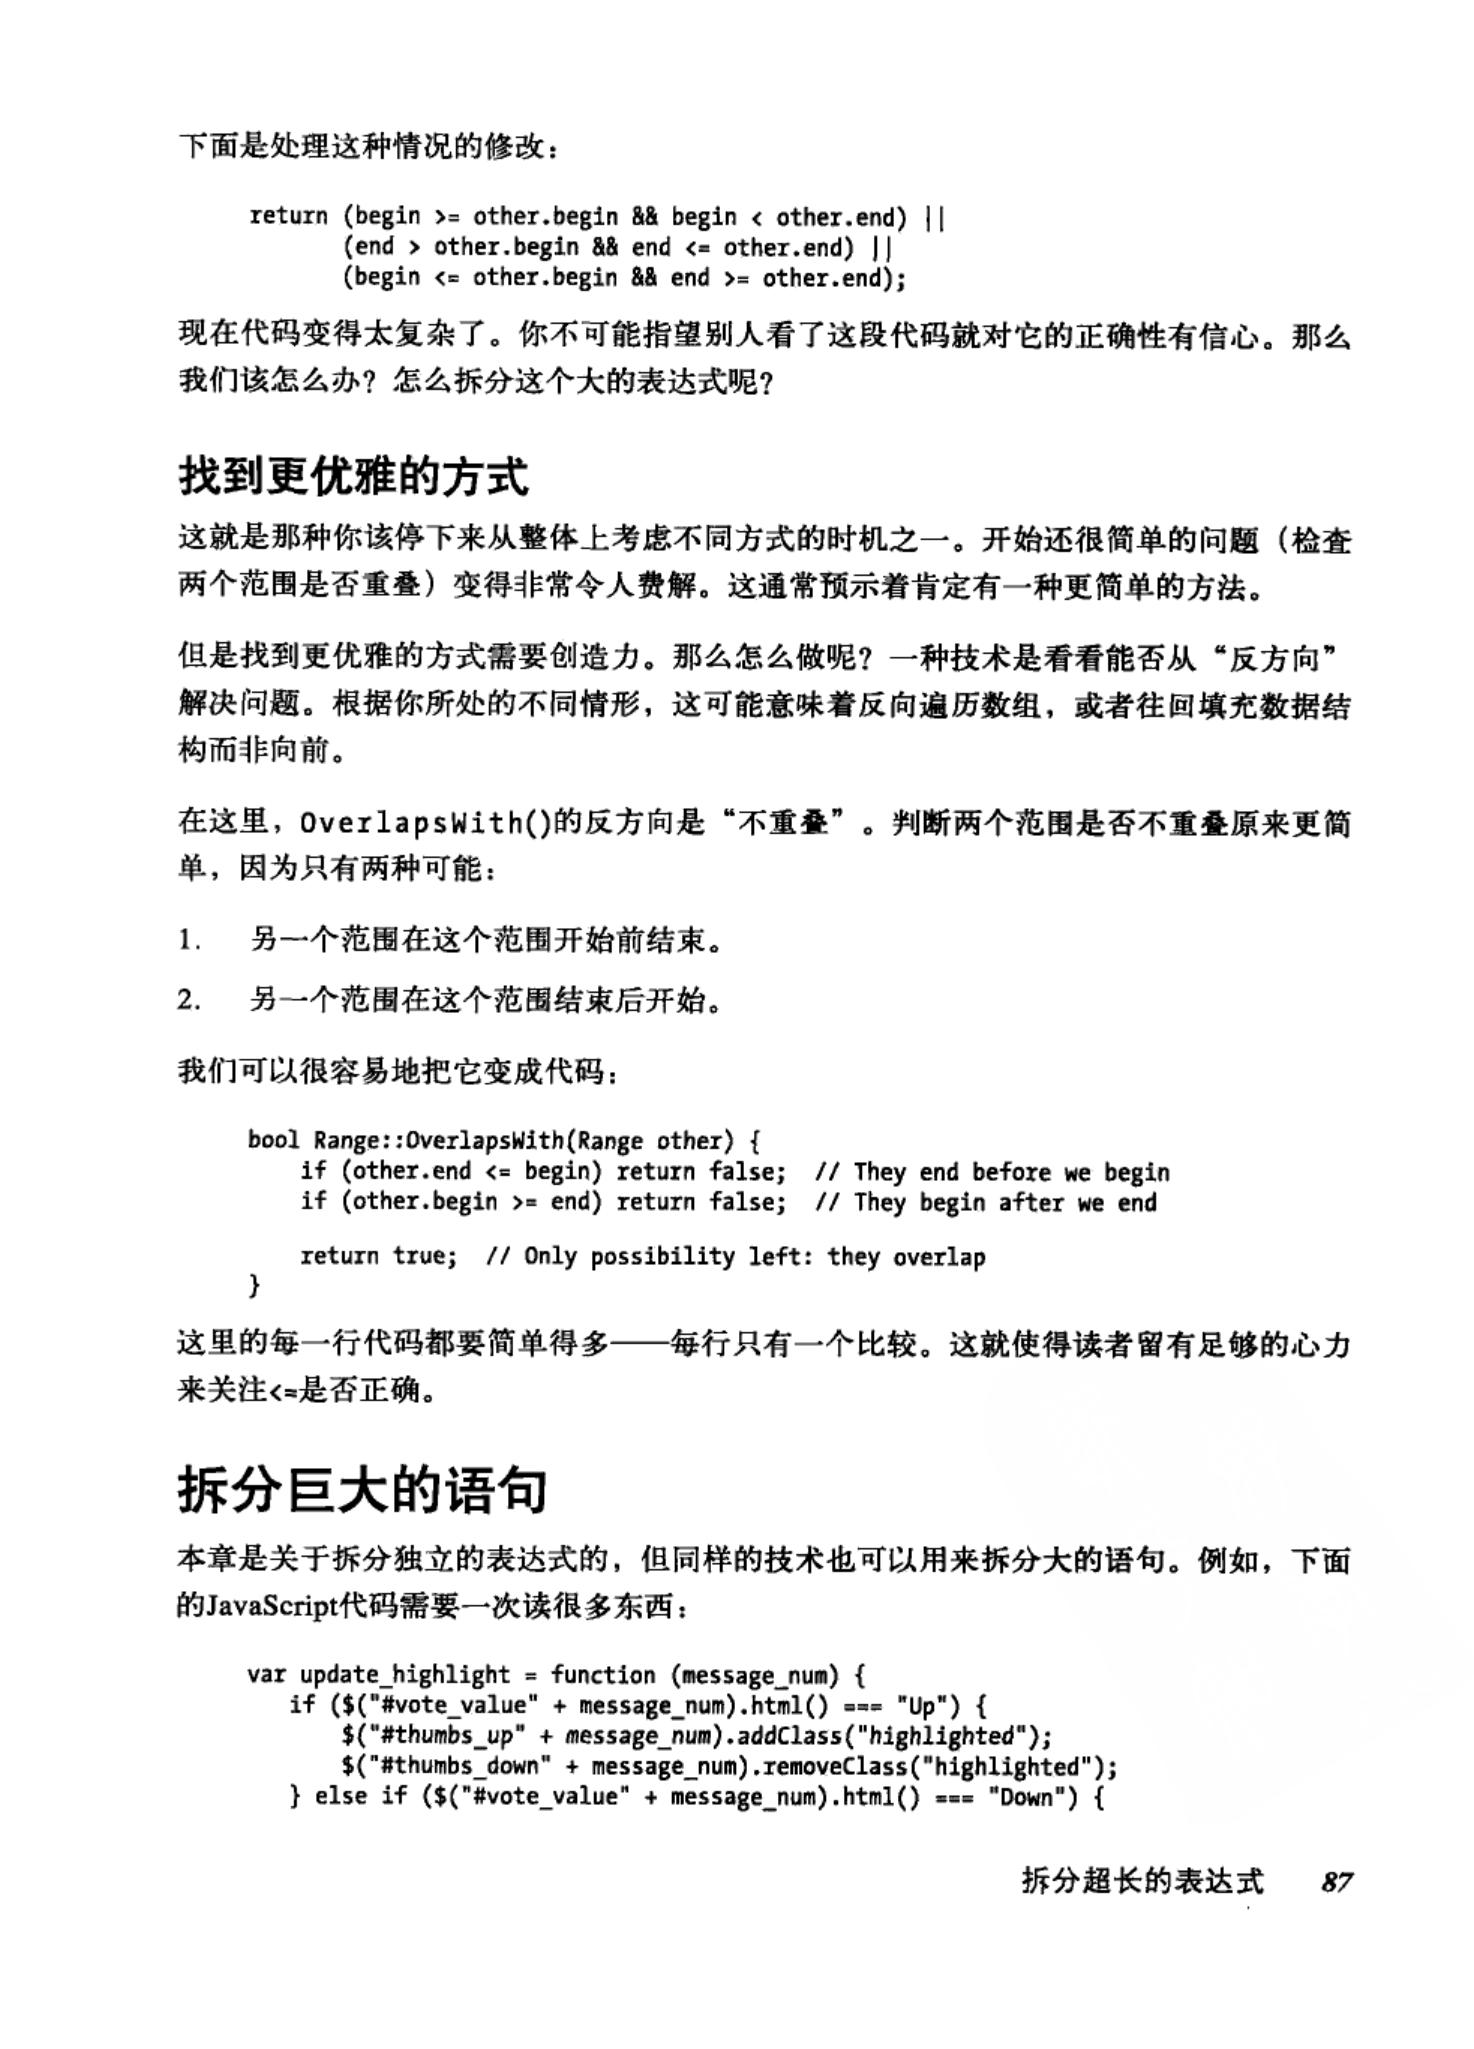 下面是处理这种情况的修改：
return (begin >= other.begin && begin < other.end) ||
(end > other.begin && end <= other.end) ||
(begin <= other.begin && end >= other.end);
现在代码变得太复杂了。你不可能指望别人看了这段代码就对它的正确性有信心。那么
我们该怎么办？怎么拆分这个大的表达式呢？
找到更优雅的方式
这就是那种你该停下来从整体上考虑不同方式的时机之一。开始还很简单的问题（检查
两个范围是否重叠）变得非常令人费解。这通常预示着肯定有一种更简单的方法。
但是找到更优雅的方式需要创造力。那么怎么做呢？一种技术是看看能否从“反方向”
解决问题。根据你所处的不同情形，这可能意味着反向遍历数组，或者往回填充数据结
构而非向前。
在这里，OverlapsWith()的反方向是“不重叠”。判断两个范围是否不重叠原来更简
单，因为只有两种可能：
1. 另一个范围在这个范围开始前结束。
2. 另一个范围在这个范围结束后开始。
我们可以很容易地把它变成代码：
bool Range::OverlapsWith(Range other) {
if (other.end <= begin) return false; // They end before we begin
if (other.begin >= end) return false; // They begin after we end
return true; // Only possibility left: they overlap
}
这里的每一行代码都要简单得多——每行只有一个比较。这就使得读者留有足够的心力
来关注<=是否正确。
拆分巨大的语句
本章是关于拆分独立的表达式的，但同样的技术也可以用来拆分大的语句。例如，下面
的JavaScript代码需要一次读很多东西：
var update_highlight = function (message_num) {
if ($("#vote_value" + message_num).html() === "Up") {
$("#thumbs_up" + message_num).addClass("highlighted");
$("#thumbs_down" + message_num).removeClass("highlighted");
} else if ($("#vote_value" + message_num).html() === "Down") {
拆分超长的表达式 87